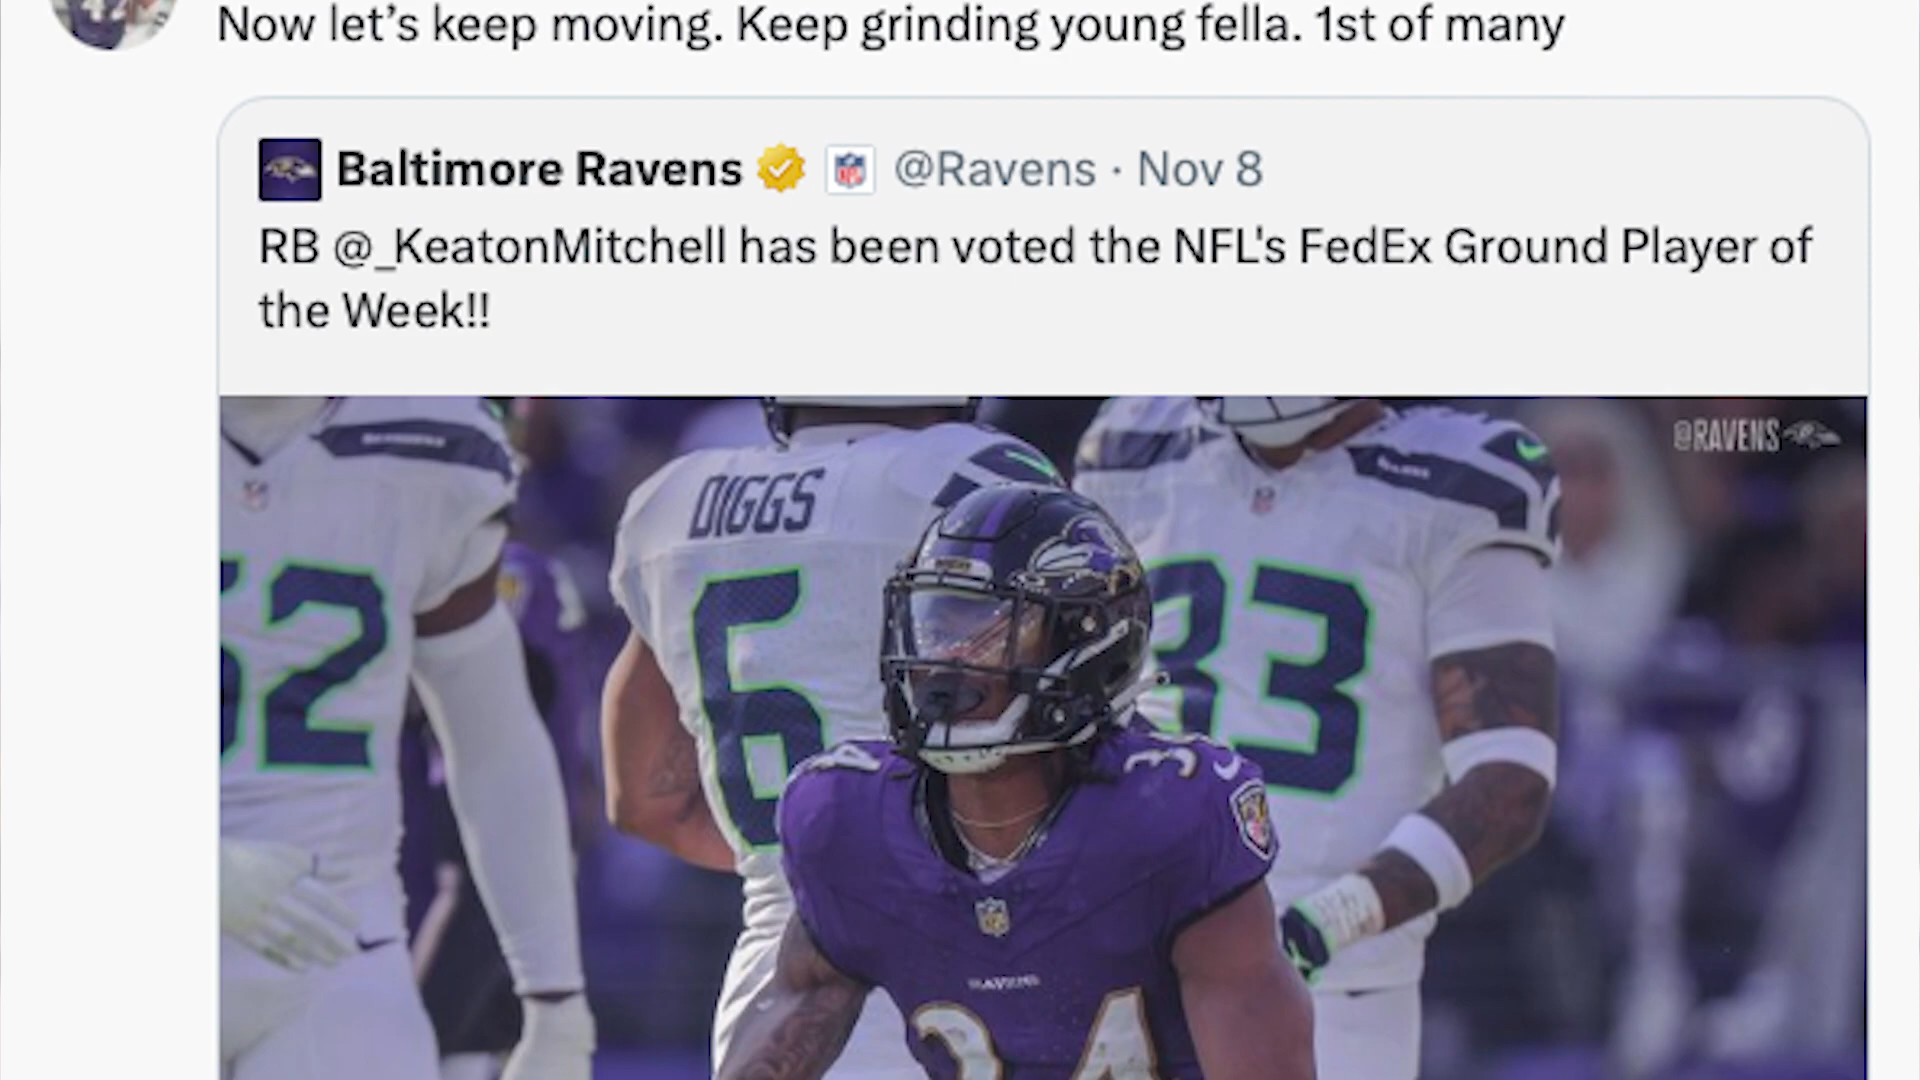 Now let’s keep moving. Keep grinding young fella. 1st of many
Baltimore Ravens @Ravens · Nov 8
RB @_KeatonMitchell has been voted the NFL's FedEx Ground Player of
the Week!!
@RAVENS
DIGGS
52
6
33
34
RAVENS
34